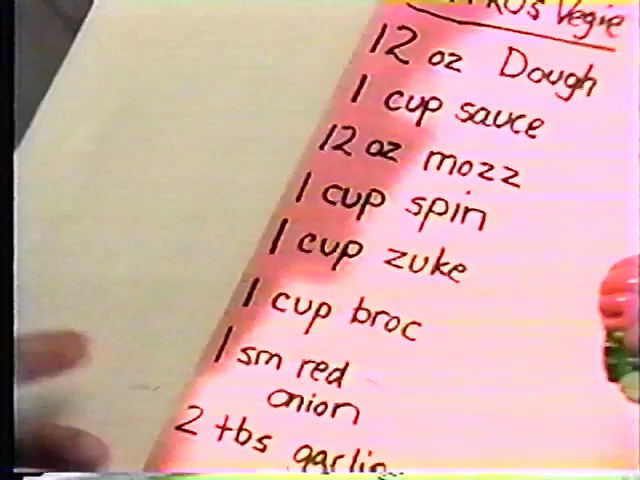 Vegie
12 oz Dough
1 cup sauce
12 oz mozz
1 cup spin
1 cup zuke
1 cup broc
1 sm red
onion
2 tbs garlic